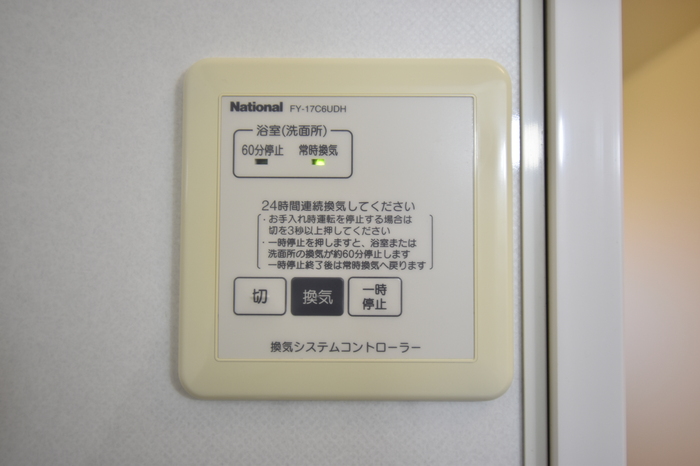 National FY-17C6UDH
浴室(洗面所)
60分停止 常時換気
24時間連続換気してください
・お手入れ時運転を停止する場合は
切を3秒以上押してください
・一時停止を押しますと、浴室または
洗面所の換気が約60分停止します
一時停止終了後は常時換気へ戻ります
切 換気 一時
停止
換気システムコントローラー